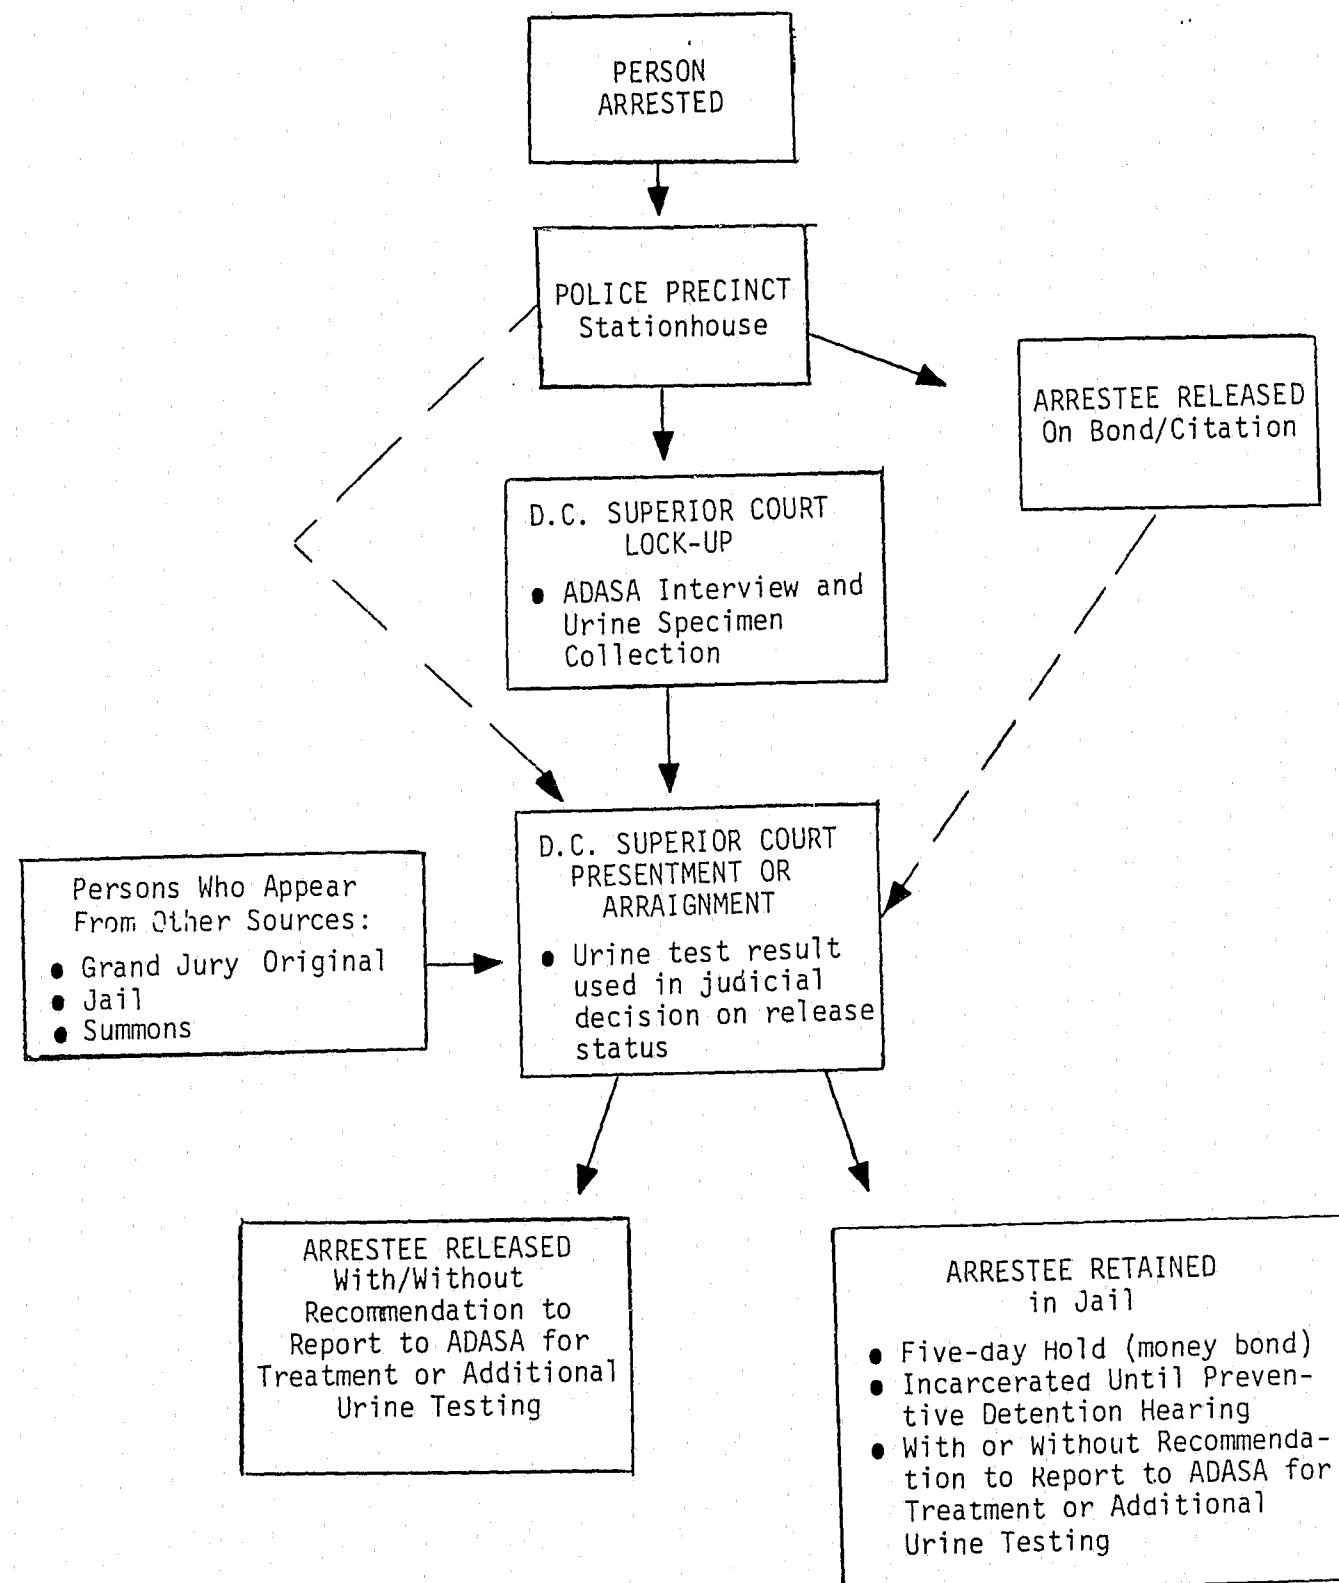 PERSON
ARRESTED
POLICE PRECINCT
Stationhouse
ARRESTEE RELEASED
On Bond/Citation
D.C. SUPERIOR COURT
LOCK-UP
● ADASA Interview and
Urine Specimen
Collection
D.C. SUPERIOR COURT
PRESENTMENT OR
ARRAIGNMENT
● Urine test result
used in judicial
decision on release
status
Persons Who Appear
From Other Sources:
● Grand Jury Original
● Jail
● Summons
ARRESTEE RELEASED
With/Without
Recommendation to
Report to ADASA for
Treatment or Additional
Urine Testing
ARRESTEE RETAINED
in Jail
● Five-day Hold (money bond)
● Incarcerated Until Preven-
tive Detention Hearing
● With or Without Recommenda-
tion to Report to ADASA for
Treatment or Additional
Urine Testing